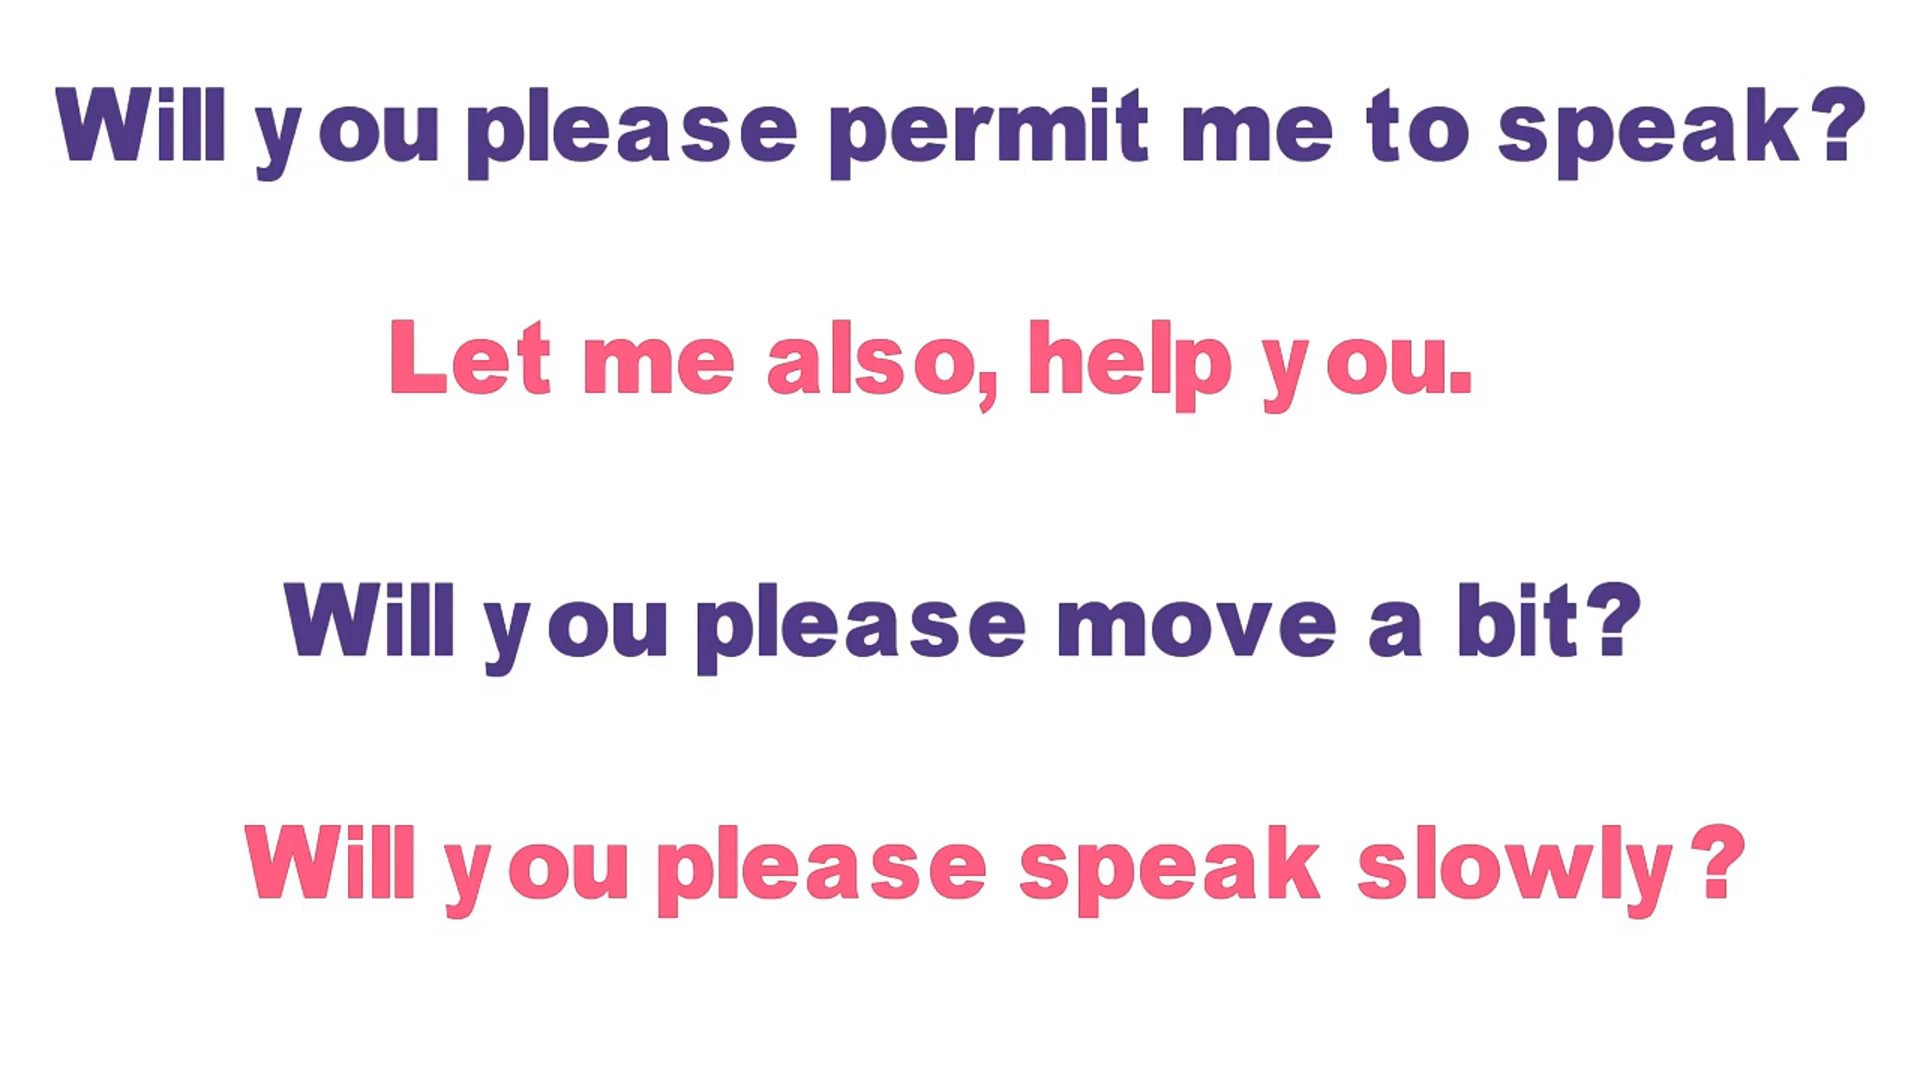 Will you please permit me to speak?
Let me also, help you.
Will you please move a bit?
Will you please speak slowly?